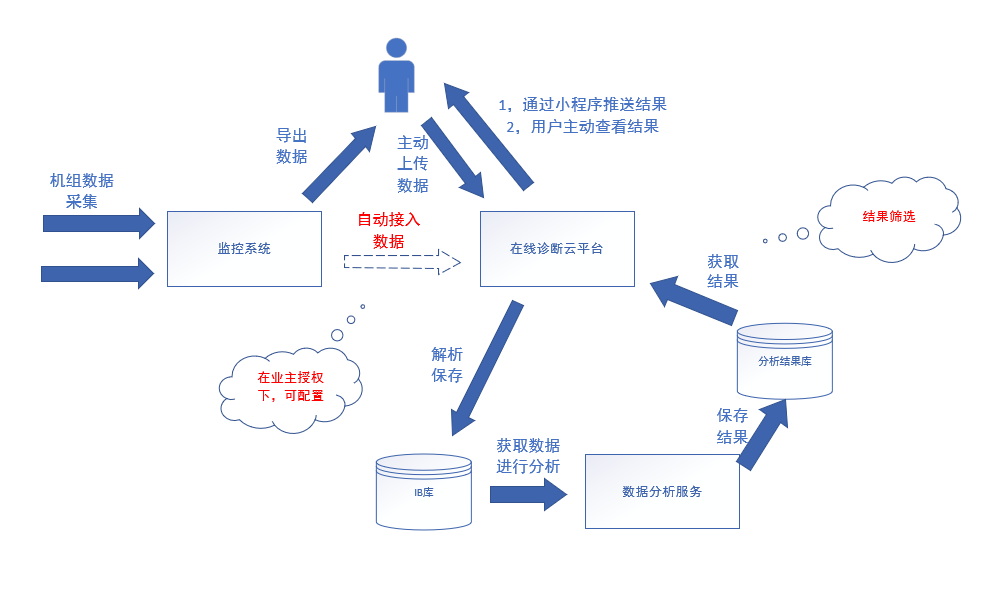 1，通过小程序推送结果
2，用户主动查看结果
导出
数据
主动
上传
数据
机组数据
采集
自动接入
数据
结果筛选
监控系统
在线诊断云平台
获取
结果
解析
保存
分析结果库
在业主授权
下，可配置
保存
结果
获取数据
进行分析
IB库
数据分析服务